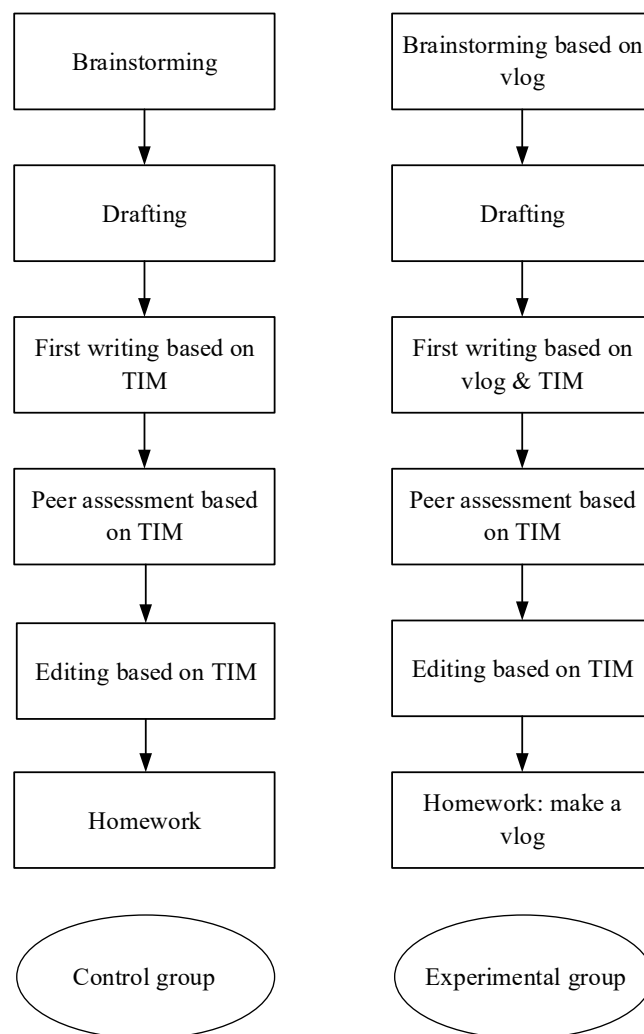 Brainstorming
Drafting
First writing based on
TIM
Peer assessment based
on TIM
Editing based on TIM
Homework
Control group
Brainstorming based on
vlog
Drafting
First writing based on
vlog & TIM
Peer assessment based
on TIM
Editing based on TIM
Homework: make a
vlog
Experimental group